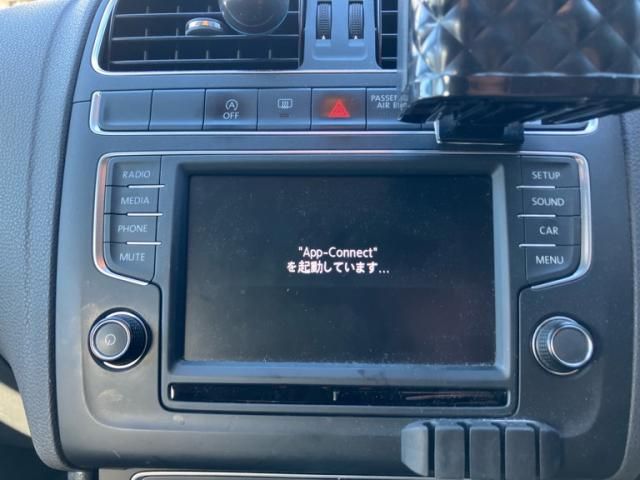 OFF
PASSENGER
AIR B
RADIO
MEDIA
PHONE
MUTE
SETUP
SOUND
CAR
MENU
"App-Connect"
を起動しています...